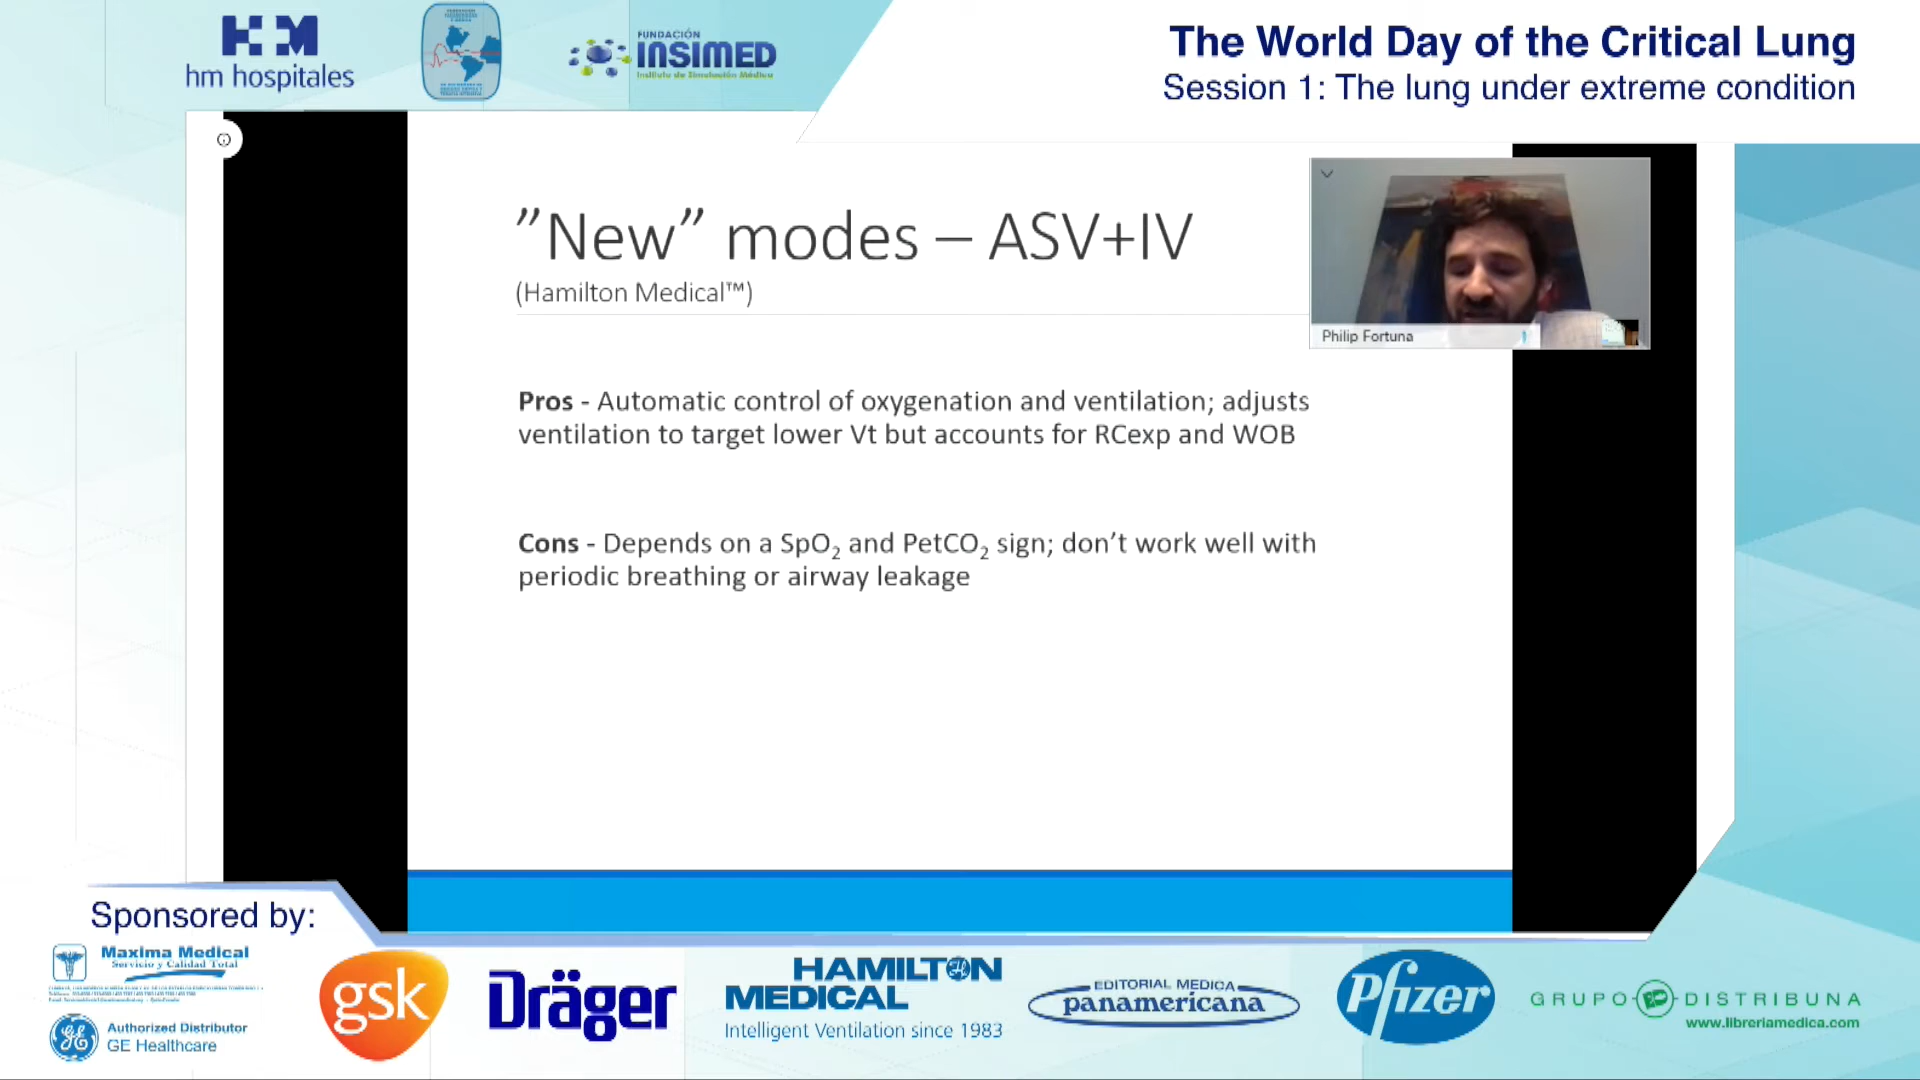 hm hospitales
FUNDACIÓN
INSIMED
Instituto de Simulación Médica
The World Day of the Critical Lung
Session 1: The lung under extreme condition
”New” modes – ASV+IV
(Hamilton Medical™)
Philip Fortuna
Pros - Automatic control of oxygenation and ventilation; adjusts
ventilation to target lower Vt but accounts for RCexp and WOB
Cons - Depends on a SpO₂ and PetCO₂ sign; don’t work well with
periodic breathing or airway leakage
Sponsored by:
Maxima Medical
Servicio y Calidad Total
GE
Authorized Distributor
GE Healthcare
gsk
Dräger
HAMILTON
MEDICAL
Intelligent Ventilation since 1983
EDITORIAL MEDICA
panamericana
Pfizer
GRUPO DISTRIBUNA
www.libreriamedica.com